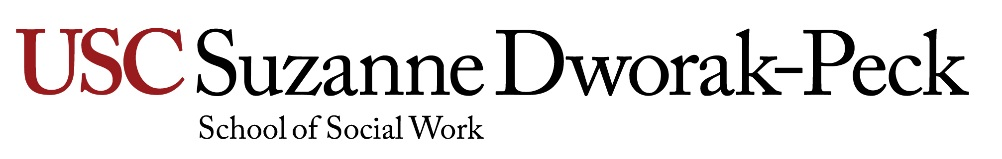 USC Suzanne Dworak-Peck
School of Social Work